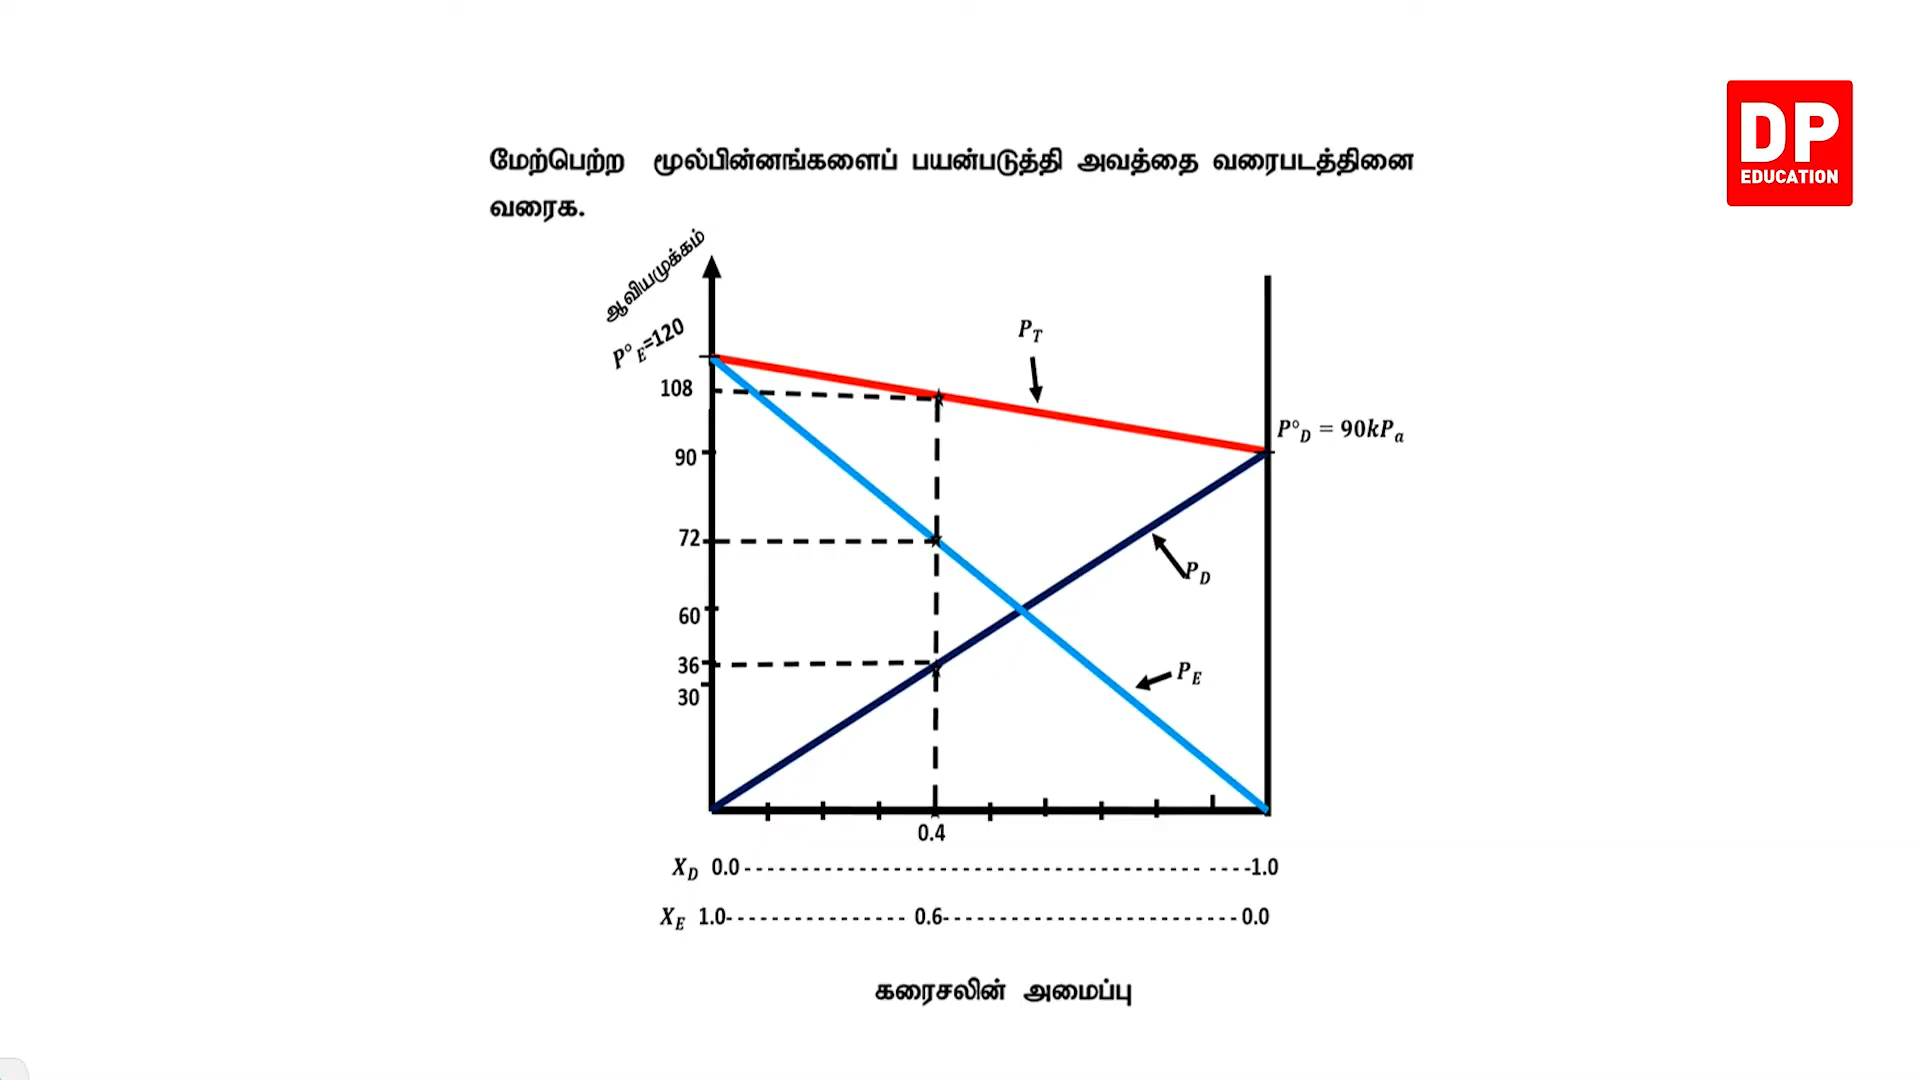 DP
EDUCATION
மேற்பெற்ற மூல்பின்னங்களைப் பயன்படுத்தி அவத்தை வரைபடத்தினை
வரைக.
ஆவியமுக்கம்
P°E=120
PT
108
P°D = 90kPa
90
72
PD
60
36
PE
30
0.4
XD 0.0--------------------------------------------1.0
XE 1.0----------------0.6---------------------------0.0
கரைசலின் அமைப்பு